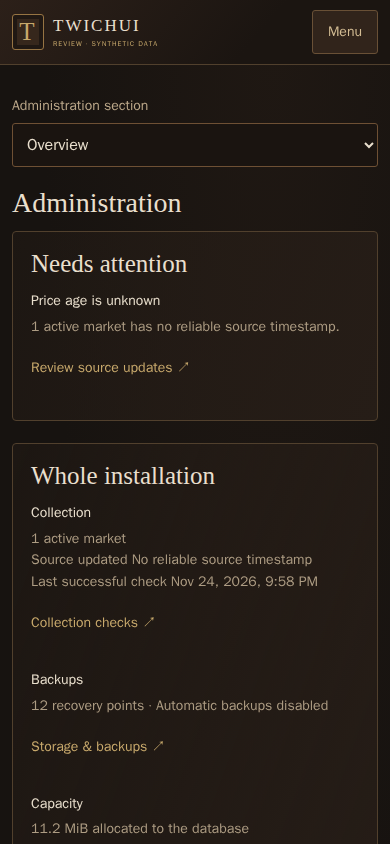 T
TWICHUI
REVIEW · SYNTHETIC DATA
Menu
Administration section
Overview
Administration
Needs attention
Price age is unknown
1 active market has no reliable source timestamp.
Review source updates ↗
Whole installation
Collection
1 active market
Source updated No reliable source timestamp
Last successful check Nov 24, 2026, 9:58 PM
Collection checks ↗
Backups
12 recovery points · Automatic backups disabled
Storage & backups ↗
Capacity
11.2 MiB allocated to the database